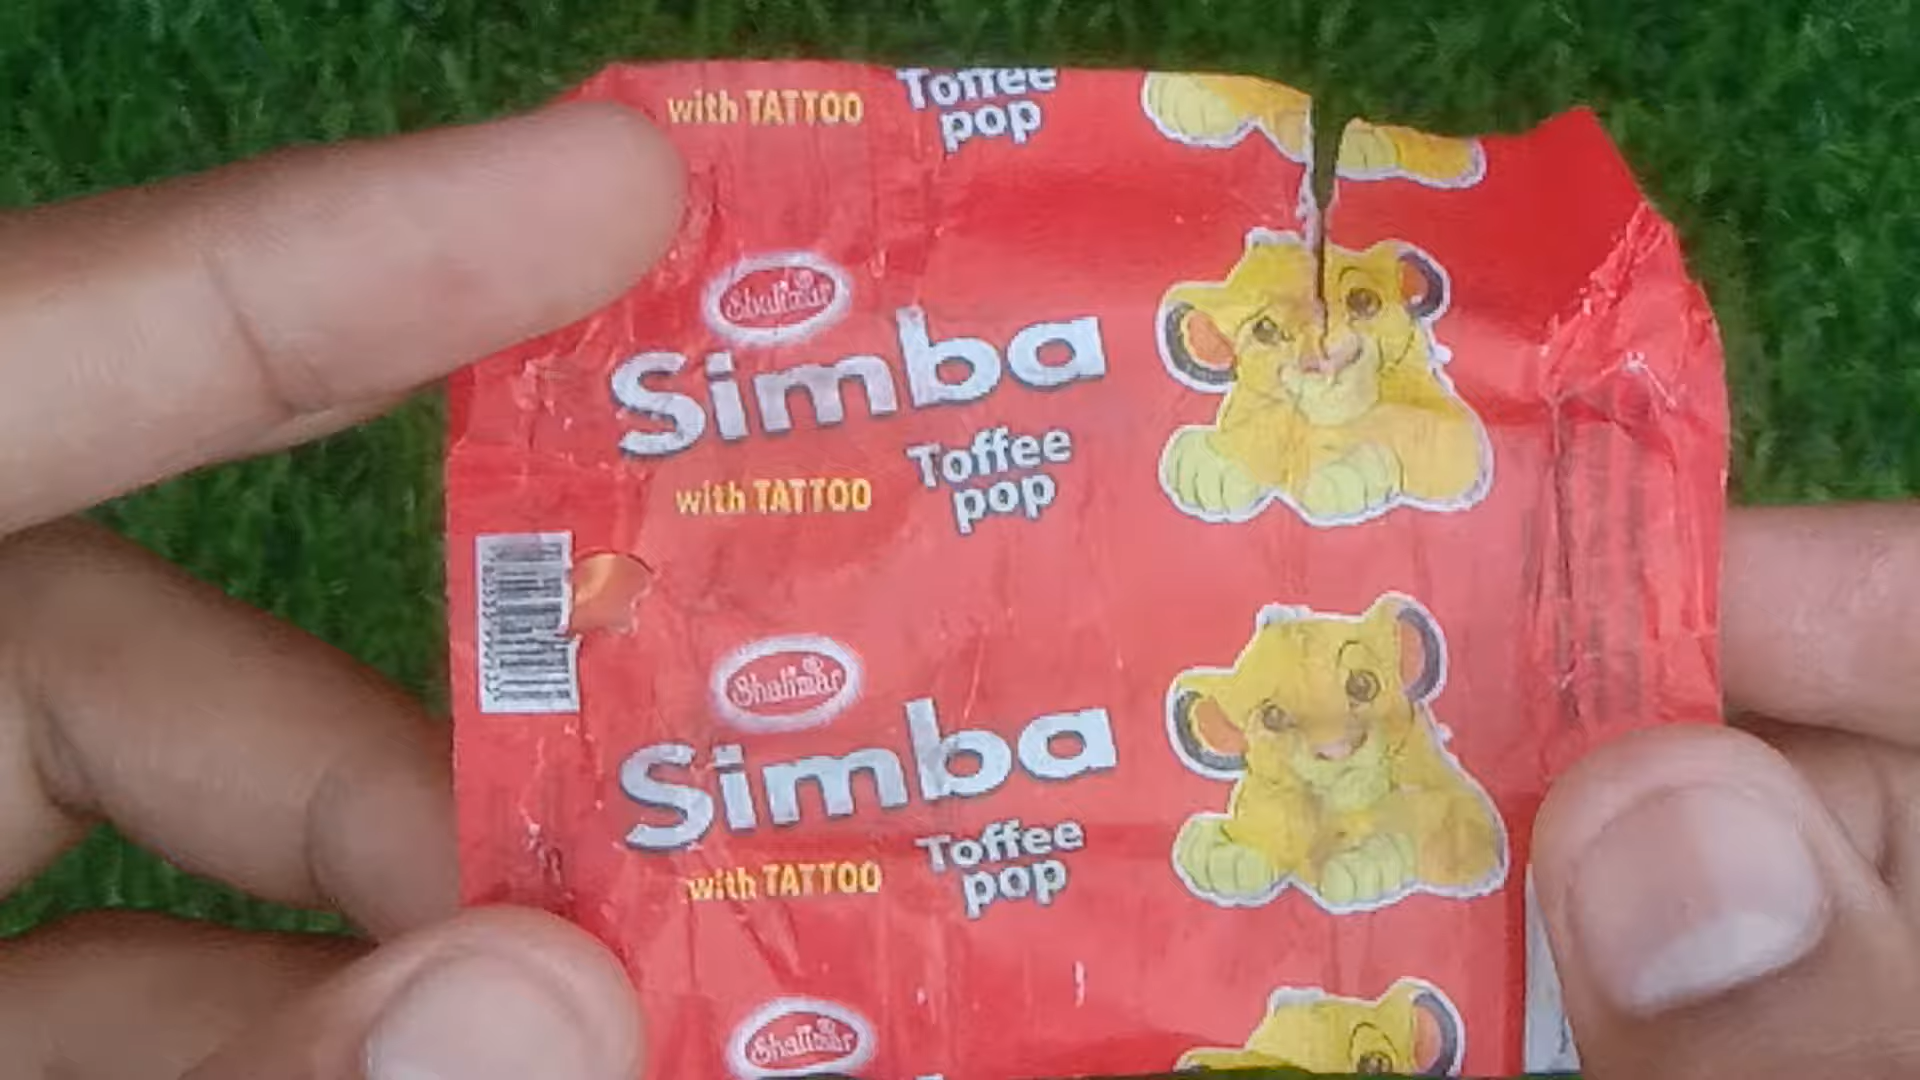 with TATTOO
Toffee
pop
Shalimar
Simba
Toffee
with TATTOO
pop
Shalimar
Simba
Toffee
with TATTOO
pop
Shalimar